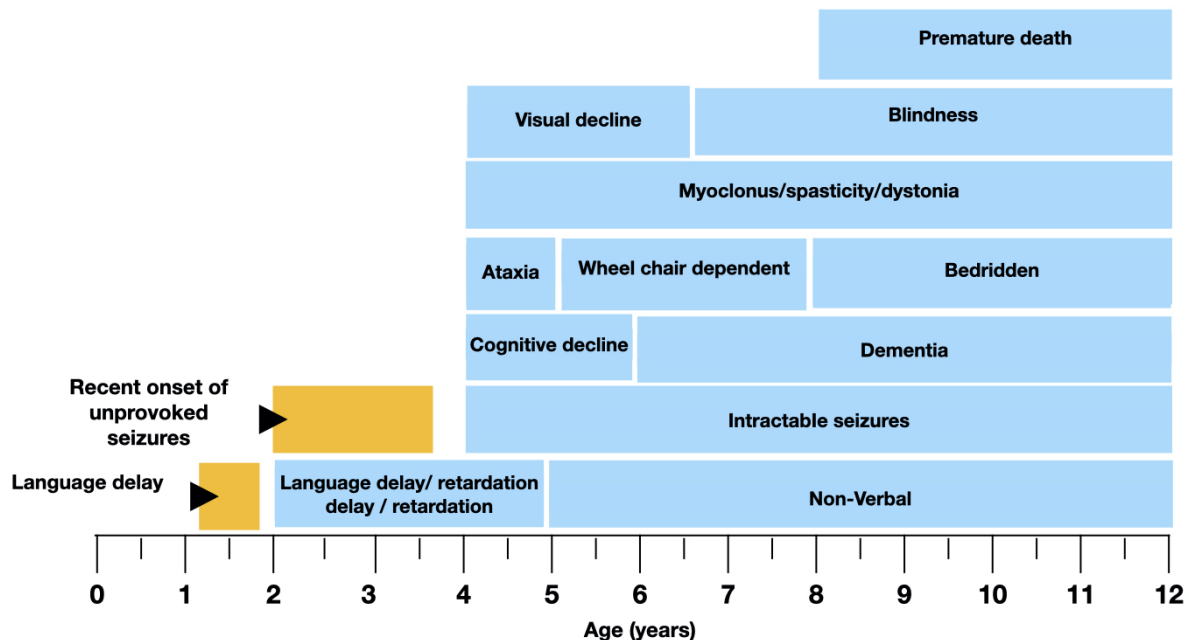 Premature death
Visual decline
Blindness
Myoclonus/spasticity/dystonia
Ataxia
Wheel chair dependent
Bedridden
Cognitive decline
Dementia
Recent onset of
unprovoked
seizures
Intractable seizures
Language delay
Language delay/ retardation
delay / retardation
Non-Verbal
0 1 2 3 4 5 6 7 8 9 10 11 12
Age (years)